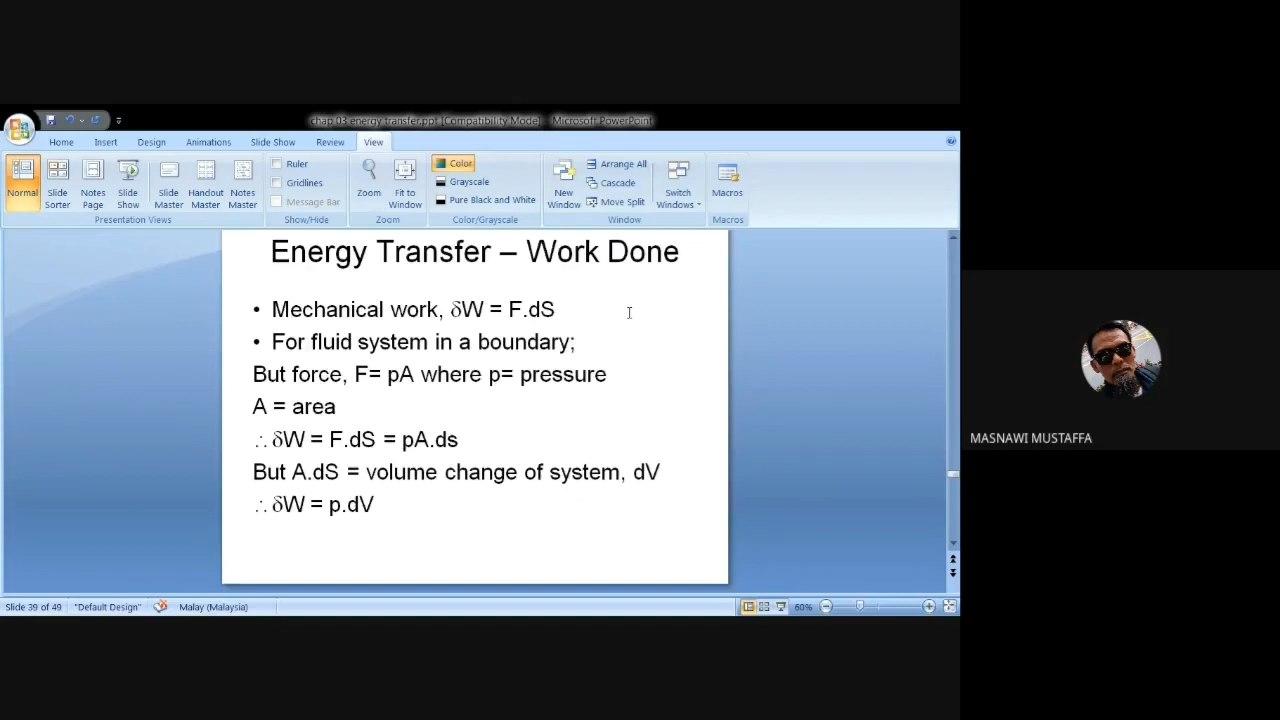 chap 03 energy transfer.ppt [Compatibility Mode] - Microsoft PowerPoint
Home Insert Design Animations Slide Show Review View
Ruler
Gridlines
Message Bar
Normal
Slide Sorter
Notes Page
Slide Show
Slide Master
Handout Master
Notes Master
Zoom
Fit to Window
Color
Grayscale
Pure Black and White
New Window
Arrange All
Cascade
Move Split
Switch Windows
Macros
Presentation Views Show/Hide Zoom Color/Grayscale Window Macros
Energy Transfer – Work Done
• Mechanical work, δW = F.dS
• For fluid system in a boundary;
But force, F= pA where p= pressure
A = area
∴ δW = F.dS = pA.ds
But A.dS = volume change of system, dV
∴ δW = p.dV
MASNAWI MUSTAFFA
Slide 39 of 49 "Default Design" Malay (Malaysia) 60%